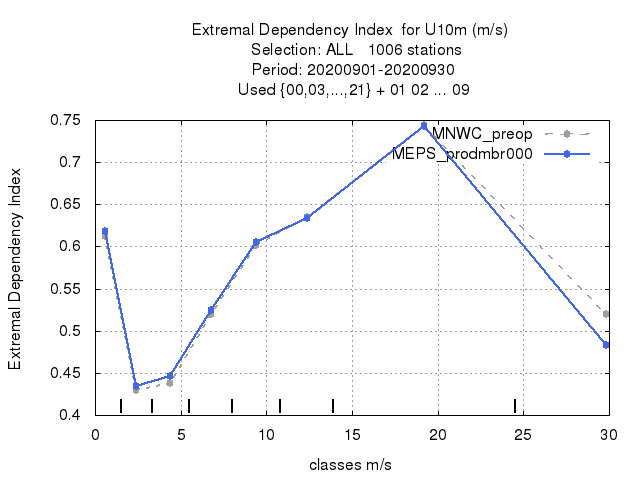 Extremal Dependency Index  for U10m (m/s)
Selection: ALL   1006 stations
Period: 20200901-20200930
Used {00,03,...,21} + 01 02 ... 09
MNWC_preop
MEPS_prodmbr000
Extremal Dependency Index
0.75
0.7
0.65
0.6
0.55
0.5
0.45
0.4
0 5 10 15 20 25 30
classes m/s